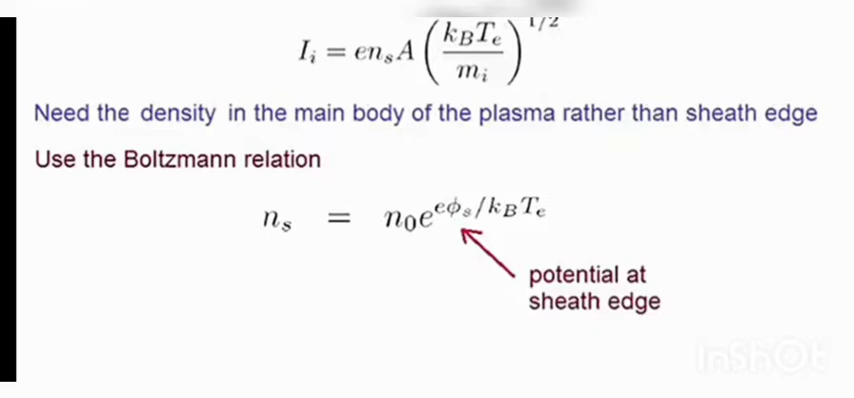 I_i = en_sA (k_BT_e / m_i)^{1/2}
Need the density in the main body of the plasma rather than sheath edge
Use the Boltzmann relation
n_s = n_0e^{eϕ_s/k_BT_e}
potential at
sheath edge
InShOt